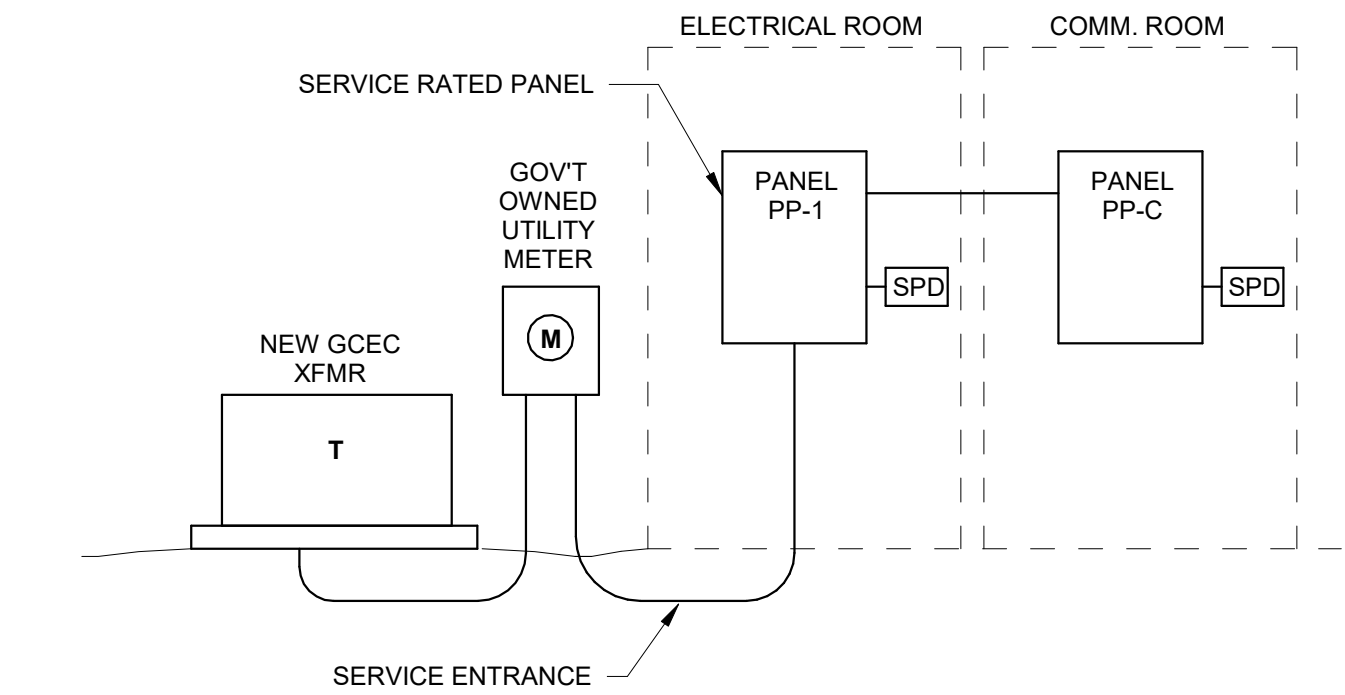 ELECTRICAL ROOM
COMM. ROOM
SERVICE RATED PANEL
GOV'T
OWNED
UTILITY
METER
PANEL
PP-1
PANEL
PP-C
SPD
SPD
M
NEW GCEC
XFMR
T
SERVICE ENTRANCE